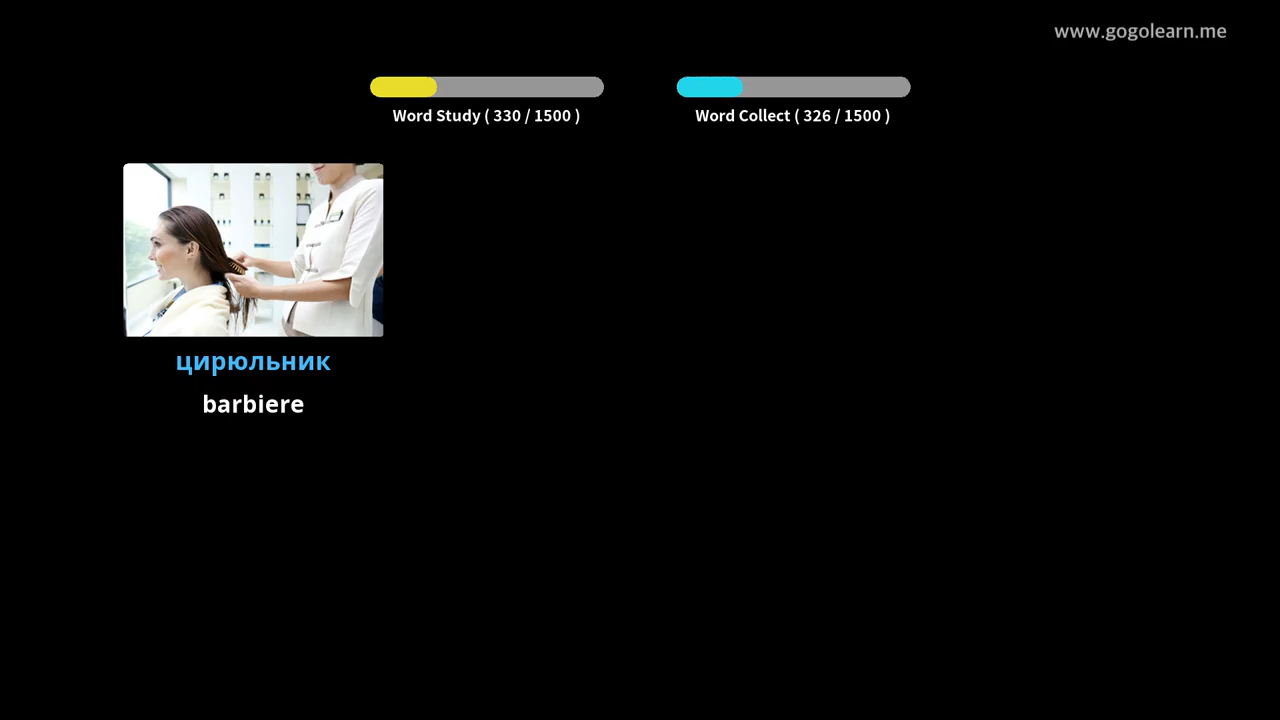 www.gogolearn.me
Word Study ( 330 / 1500 )
Word Collect ( 326 / 1500 )
цирюльник
barbiere